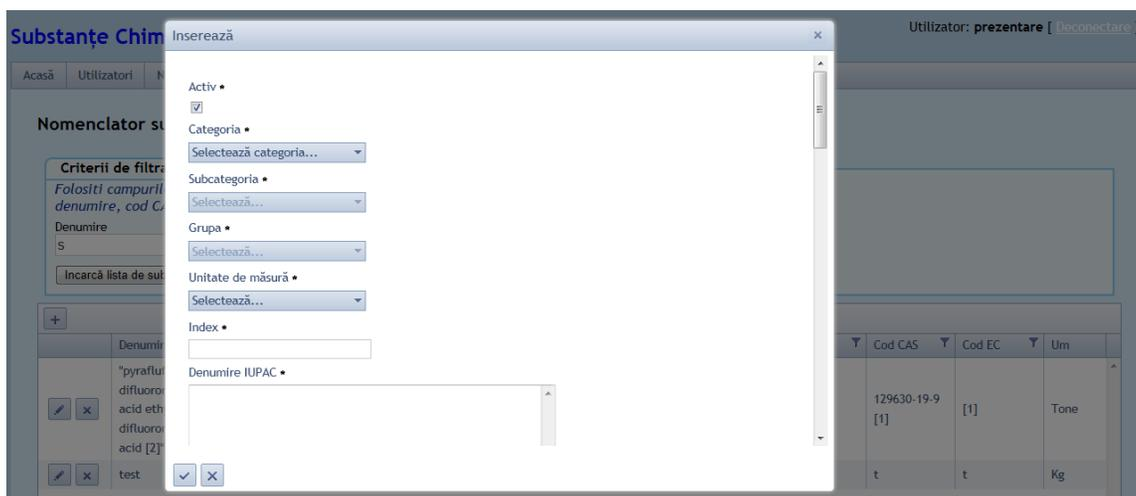 Substanțe Chim
Utilizator: prezentare [ Deconectare ]
Acasă Utilizatori N
Nomenclator su
Criterii de filtra
Folositi campuril
denumire, cod CA
Denumire
S
Incarcă lista de sub
+
Denumir
Cod CAS Cod EC Um
"pyraflu
difluoro
acid eth
difluoro
acid [2]"
129630-19-9
[1]
[1]
Tone
test
t t Kg
Inserează
Activ •
Categoria •
Selectează categoria...
Subcategoria •
Selectează...
Grupa •
Selectează...
Unitate de măsură •
Selectează...
Index •
Denumire IUPAC •